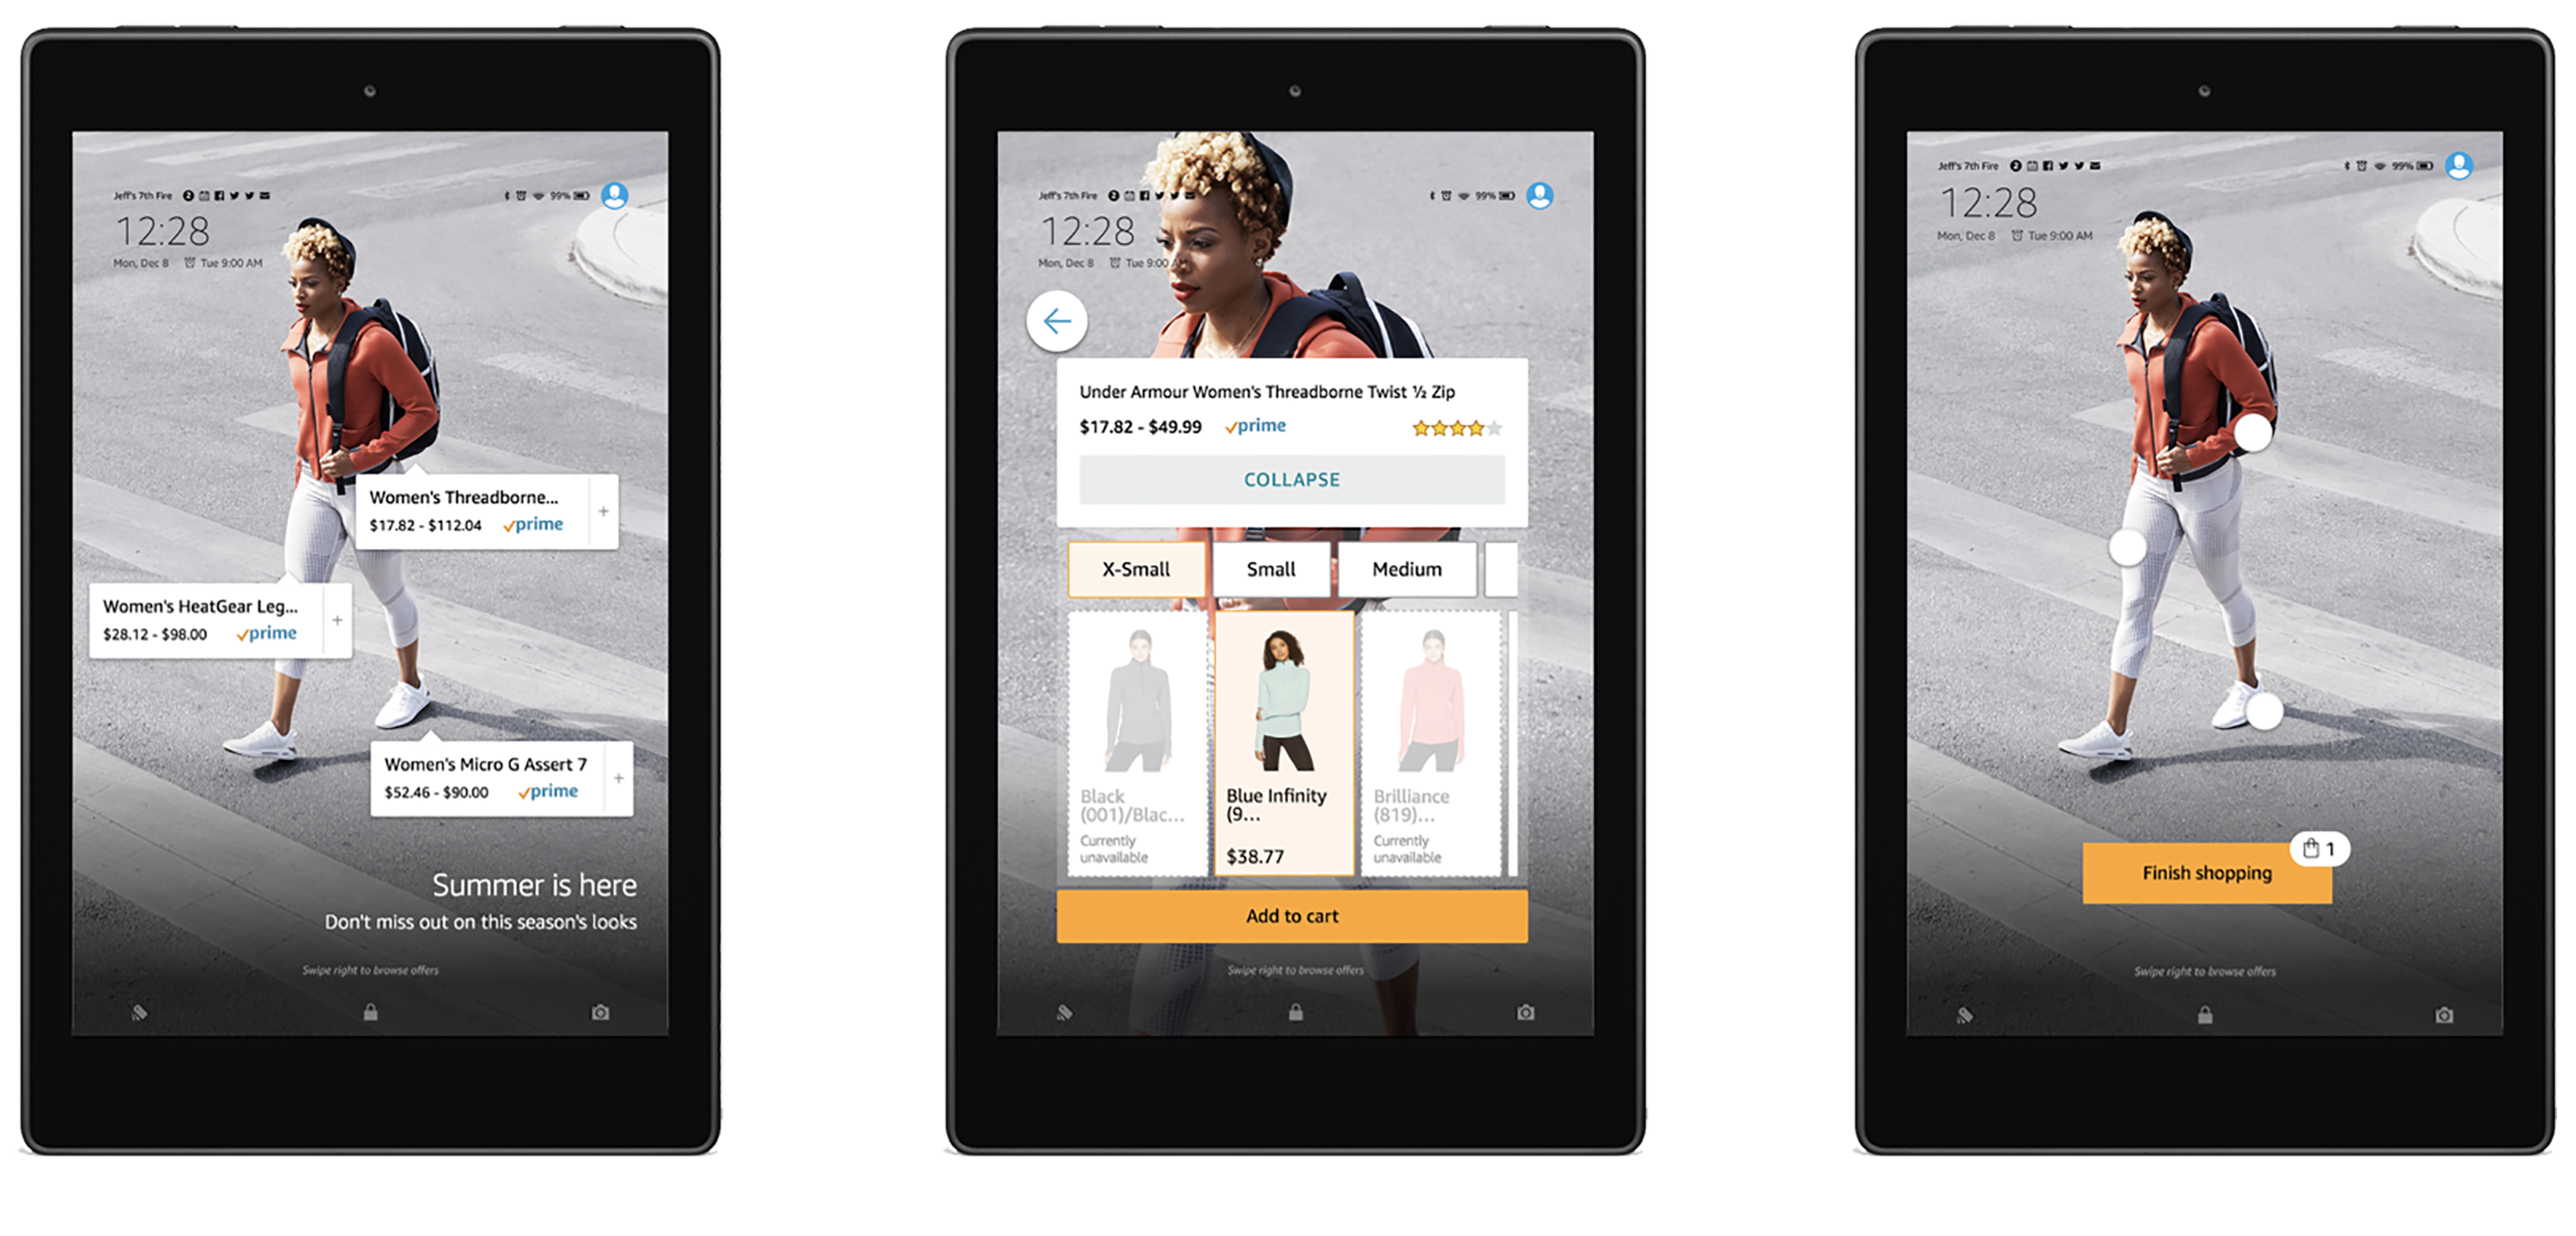 Jeff's 7th Fire
99%
12:28
Mon, Dec 8 Tue 9:00 AM
Women's Threadborne...
$17.82 - $112.04 prime
+
Women's HeatGear Leg...
$28.12 - $98.00 prime
+
Women's Micro G Assert 7
$52.46 - $90.00 prime
+
Summer is here
Don't miss out on this season's looks
Swipe right to browse offers
Jeff's 7th Fire
99%
12:28
Mon, Dec 8 Tue 9:00
Under Armour Women's Threadborne Twist ½ Zip
$17.82 - $49.99 prime
COLLAPSE
X-Small Small Medium
Black
(001)/Blac...
Currently
unavailable
Blue Infinity
(9...
$38.77
Brilliance
(819)...
Currently
unavailable
Add to cart
Swipe right to browse offers
Jeff's 7th Fire
99%
12:28
Mon, Dec 8 Tue 9:00 AM
1
Finish shopping
Swipe right to browse offers